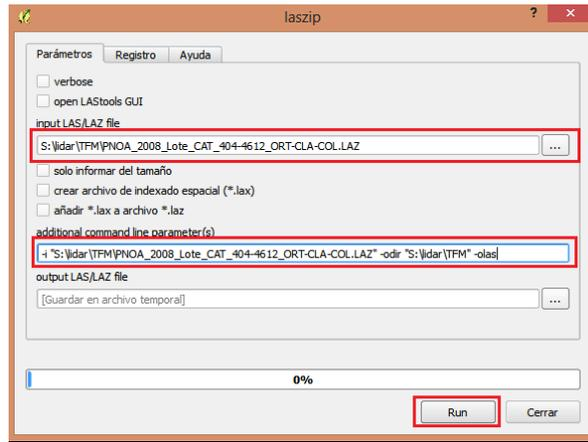 laszip
?
x
Parámetros Registro Ayuda
verbose
open LAStools GUI
input LAS/LAZ file
S:\lidar\TFM\PNOA_2008_Lote_CAT_404-4612_ORT-CLA-COL.LAZ
...
solo informar del tamaño
crear archivo de indexado espacial (*.lax)
añadir *.lax a archivo *.laz
additional command line parameter(s)
-i "S:\lidar\TFM\PNOA_2008_Lote_CAT_404-4612_ORT-CLA-COL.LAZ" -odir "S:\lidar\TFM" -olas
output LAS/LAZ file
[Guardar en archivo temporal]
...
0%
Run
Cerrar